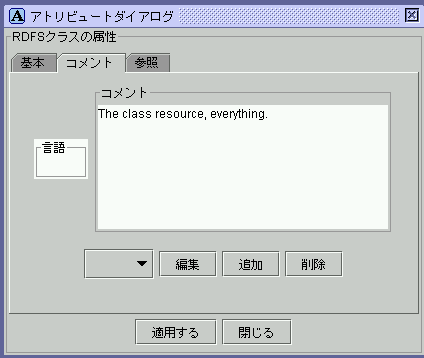 A アトリビュートダイアログ
RDFSクラスの属性
基本 コメント 参照
コメント
The class resource, everything.
言語
編集 追加 削除
適用する 閉じる